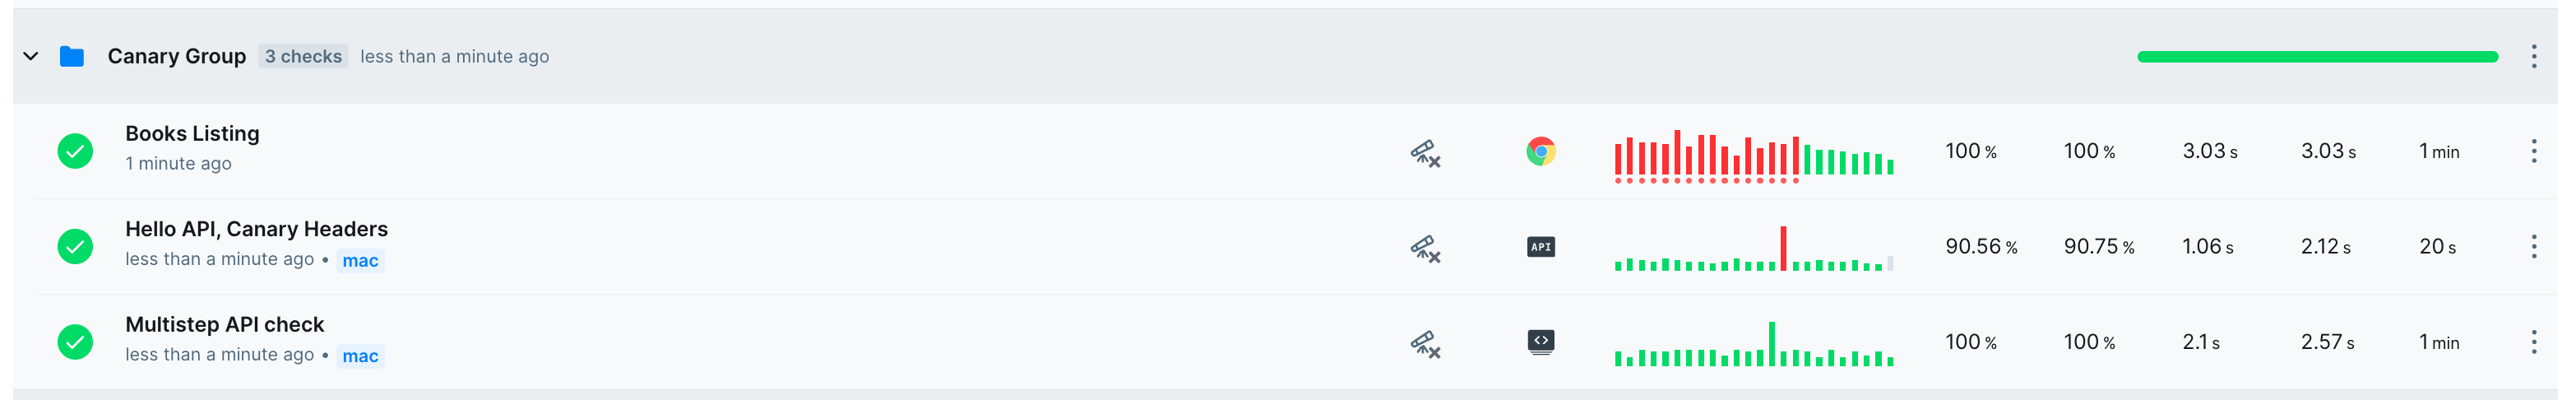 Canary Group 3 checks less than a minute ago
Books Listing
1 minute ago
100 % 100 % 3.03 s 3.03 s 1 min
Hello API, Canary Headers
less than a minute ago • mac
API
90.56 % 90.75 % 1.06 s 2.12 s 20 s
Multistep API check
less than a minute ago • mac
100 % 100 % 2.1 s 2.57 s 1 min